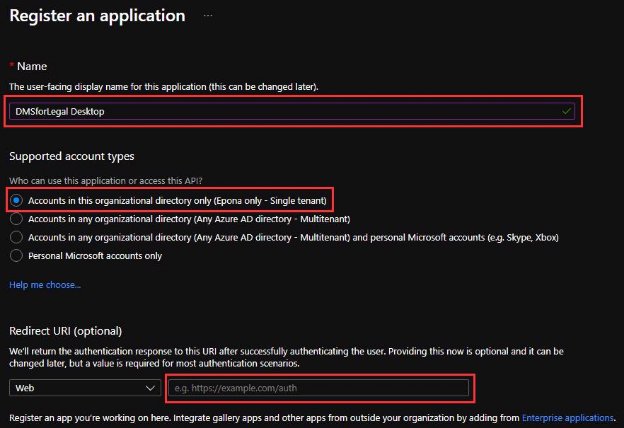 Register an application ...
* Name
The user-facing display name for this application (this can be changed later).
DMSforLegal Desktop
Supported account types
Who can use this application or access this API?
Accounts in this organizational directory only (Epona only - Single tenant)
Accounts in any organizational directory (Any Azure AD directory - Multitenant)
Accounts in any organizational directory (Any Azure AD directory - Multitenant) and personal Microsoft accounts (e.g. Skype, Xbox)
Personal Microsoft accounts only
Help me choose...
Redirect URI (optional)
We'll return the authentication response to this URI after successfully authenticating the user. Providing this now is optional and it can be
changed later, but a value is required for most authentication scenarios.
Web
e.g. https://example.com/auth
Register an app you're working on here. Integrate gallery apps and other apps from outside your organization by adding from Enterprise applications.